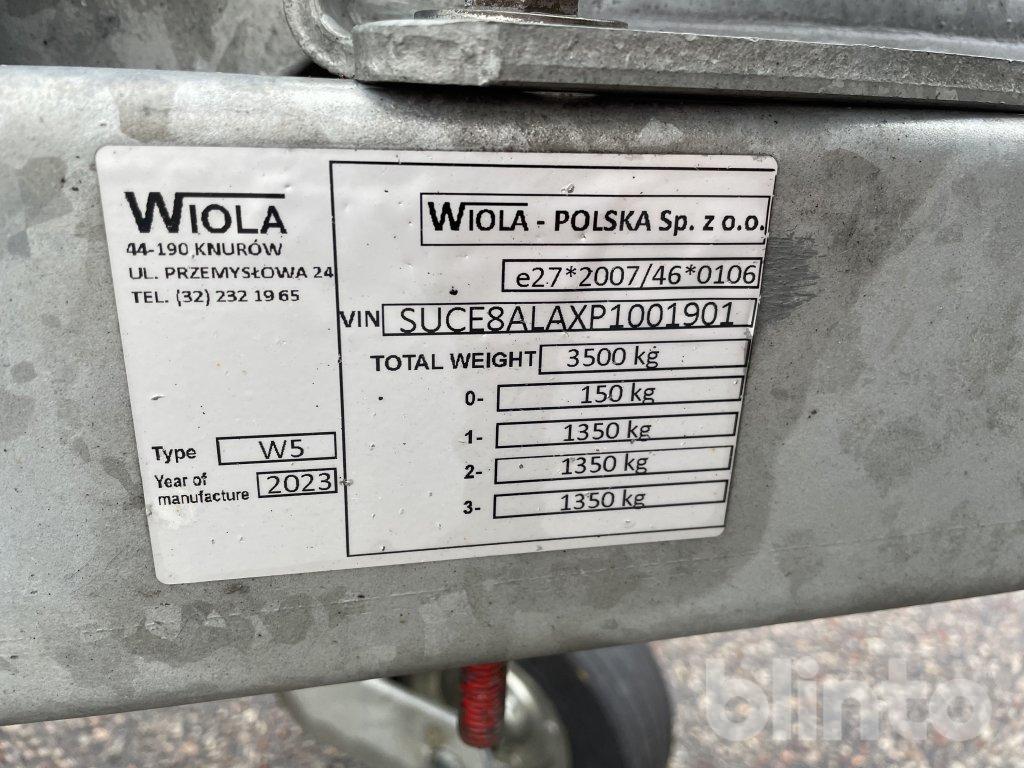 WIOLA
44-190 KNURÓW
UL. PRZEMYSŁOWA 24
TEL. (32) 232 19 65
Type W5
Year of
manufacture 2023
WIOLA - POLSKA Sp. z o.o.
e27*2007/46*0106
VIN SUCE8ALAXP1001901
TOTAL WEIGHT 3500 kg
0- 150 kg
1- 1350 kg
2- 1350 kg
3- 1350 kg
blinto